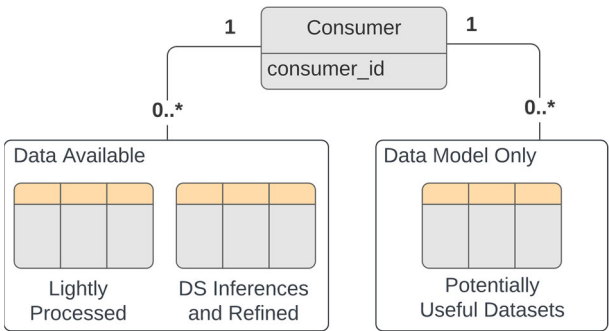 1
Consumer
1
consumer_id
0..*
0..*
Data Available
Data Model Only
Lightly
Processed
DS Inferences
and Refined
Potentially
Useful Datasets